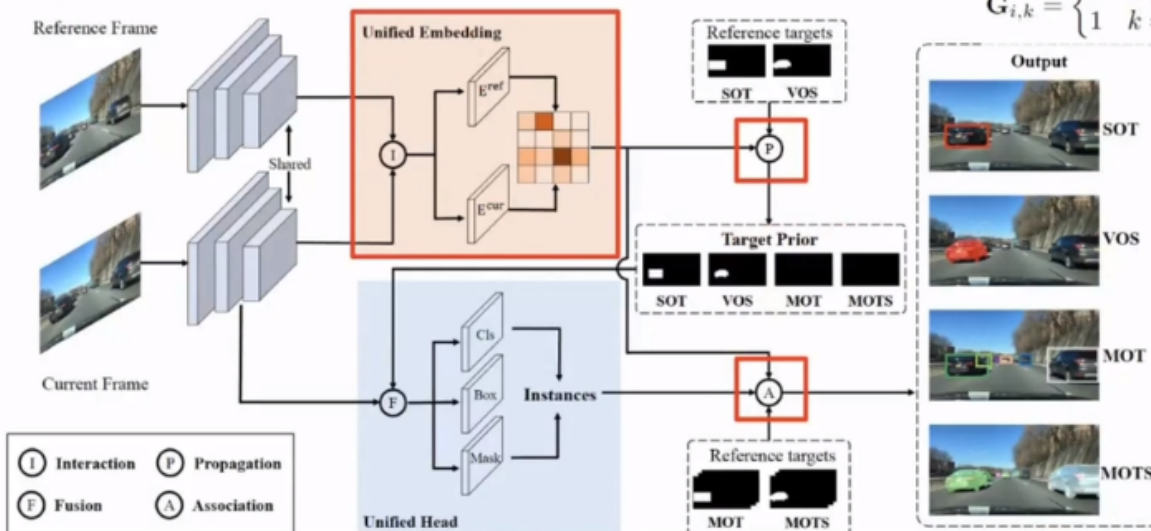 G_{i,k} = {
1 k
Reference Frame
Unified Embedding
Reference targets
SOT VOS
Output
E^{ref}
I
P
SOT
Shared
E^{cur}
Target Prior
SOT VOS MOT MOTS
VOS
Current Frame
Cls
F
Box
Instances
A
MOT
Mask
Unified Head
Reference targets
MOT MOTS
MOTS
I Interaction P Propagation
F Fusion A Association